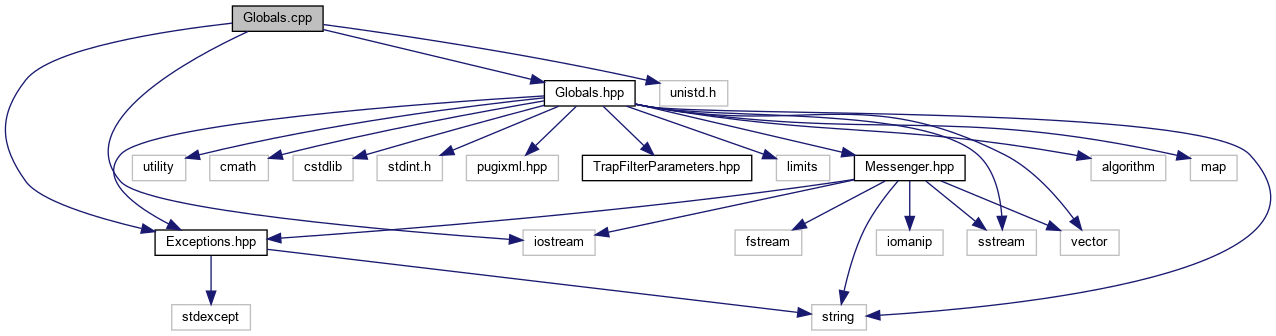 Globals.cpp
Globals.hpp
unistd.h
utility
cmath
cstdlib
stdint.h
pugixml.hpp
TrapFilterParameters.hpp
limits
Messenger.hpp
algorithm
map
Exceptions.hpp
iostream
fstream
iomanip
sstream
vector
stdexcept
string